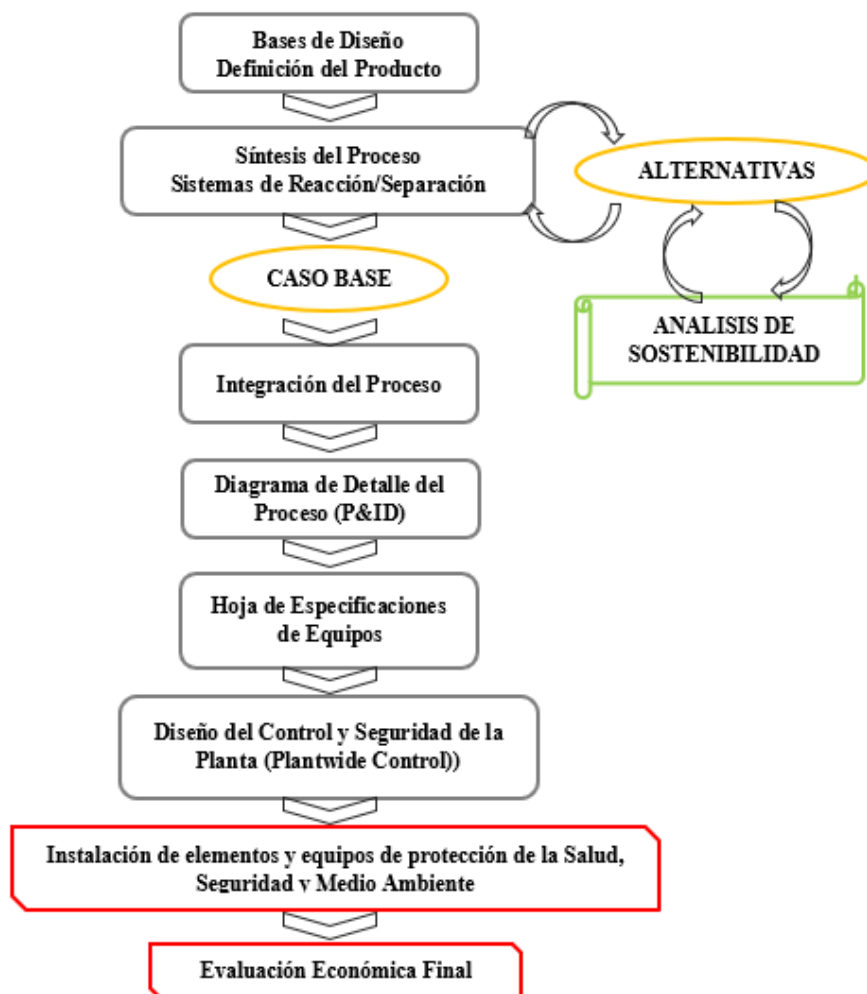 Bases de Diseño
Definición del Producto
Síntesis del Proceso
Sistemas de Reacción/Separación
ALTERNATIVAS
CASO BASE
ANALISIS DE
SOSTENIBILIDAD
Integración del Proceso
Diagrama de Detalle del
Proceso (P&ID)
Hoja de Especificaciones
de Equipos
Diseño del Control y Seguridad de la
Planta (Plantwide Control))
Instalación de elementos y equipos de protección de la Salud,
Seguridad y Medio Ambiente
Evaluación Económica Final